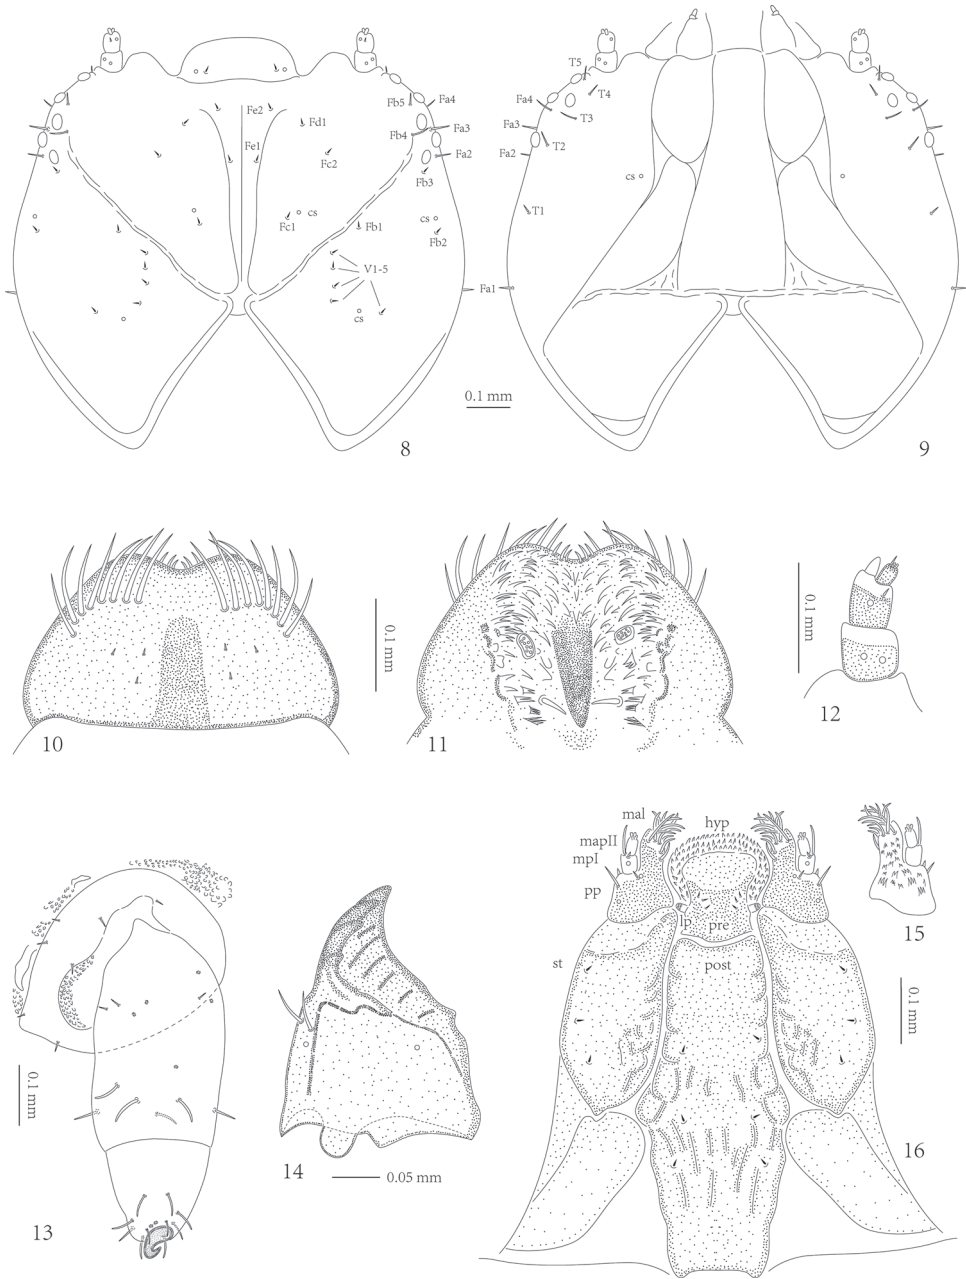 Fe2
Fb5
Fa4
Fd1
Fb4
Fa3
Fe1
Fc2
Fa2
Fb3
cs
Fc1
Fb1
cs
Fb2
V1-5
cs
Fa1
8
0.1 mm
T5
T4
Fa4
T3
Fa3
T2
Fa2
cs
T1
9
10
0.1 mm
11
0.1 mm
12
0.1 mm
13
14
0.05 mm
mal
hyp
mapII
mpI
pp
lp
pre
st
post
15
0.1 mm
16